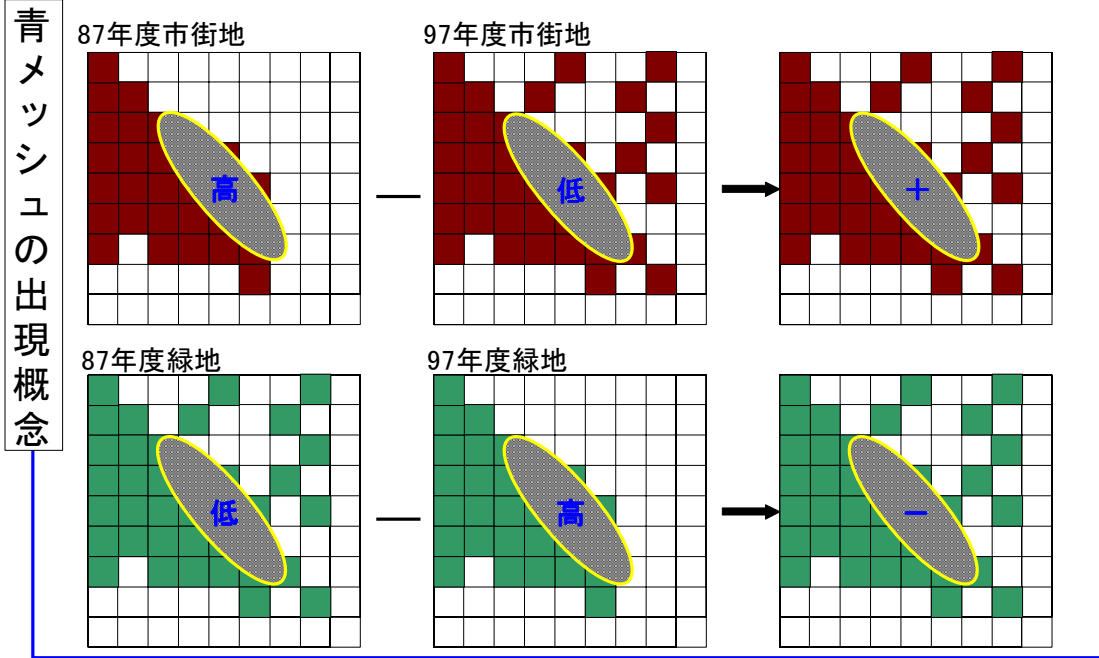 青メッシュの出現概念
87年度市街地
97年度市街地
高
—
低
＋
87年度緑地
97年度緑地
低
—
高
－